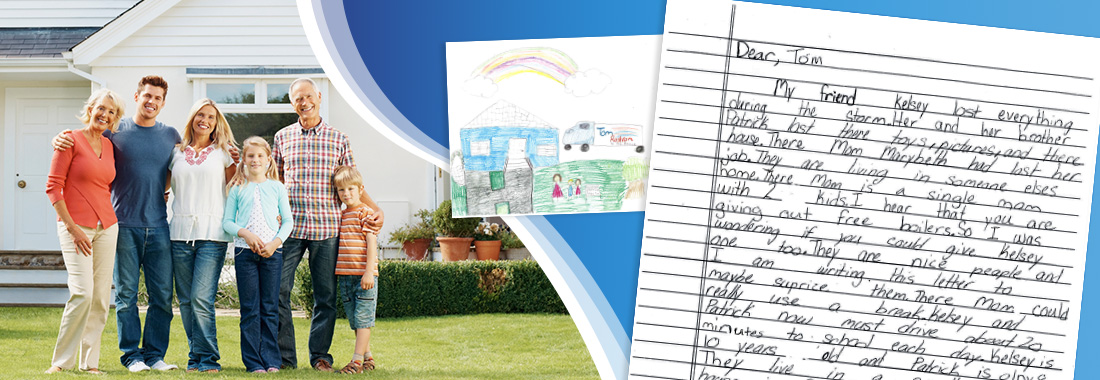 Tom
Dear, Tom
My friend Kelsey lost everything
during the storm. Her and her brother
Patrick lost there toys, pictures, and there
house. There Mom Marybeth had lost her
job. They are living in someone elses
home. There Mom is a single mom
with 2 kids. I hear that you are
giving out free boilers. So I was
wondering if you could give Kelsey
one too. They are nice people and
I am writing this letter to
maybe suprice them. There Mom could
really use a break. Kelsey and
Patrick now must drive about 20
minutes to school each day. Kelsey is
10 years old and Patrick is
They live in a